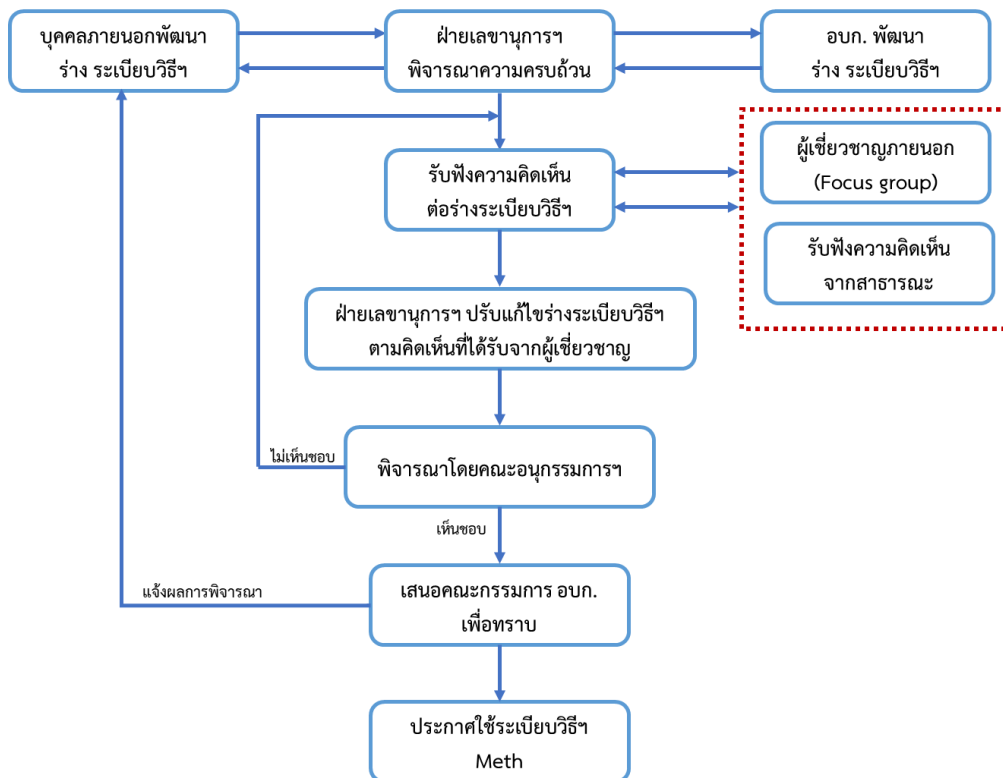 บุคคลภายนอกพัฒนา
ร่าง ระเบียบวิธีฯ
ฝ่ายเลขานุการฯ
พิจารณาความครบถ้วน
อบก. พัฒนา
ร่าง ระเบียบวิธีฯ
รับฟังความคิดเห็น
ต่อร่างระเบียบวิธีฯ
ผู้เชี่ยวชาญภายนอก
(Focus group)
รับฟังความคิดเห็น
จากสาธารณะ
ฝ่ายเลขานุการฯ ปรับแก้ไขร่างระเบียบวิธีฯ
ตามคิดเห็นที่ได้รับจากผู้เชี่ยวชาญ
ไม่เห็นชอบ
พิจารณาโดยคณะอนุกรรมการฯ
เห็นชอบ
แจ้งผลการพิจารณา
เสนอคณะกรรมการ อบก.
เพื่อทราบ
ประกาศใช้ระเบียบวิธีฯ
Meth